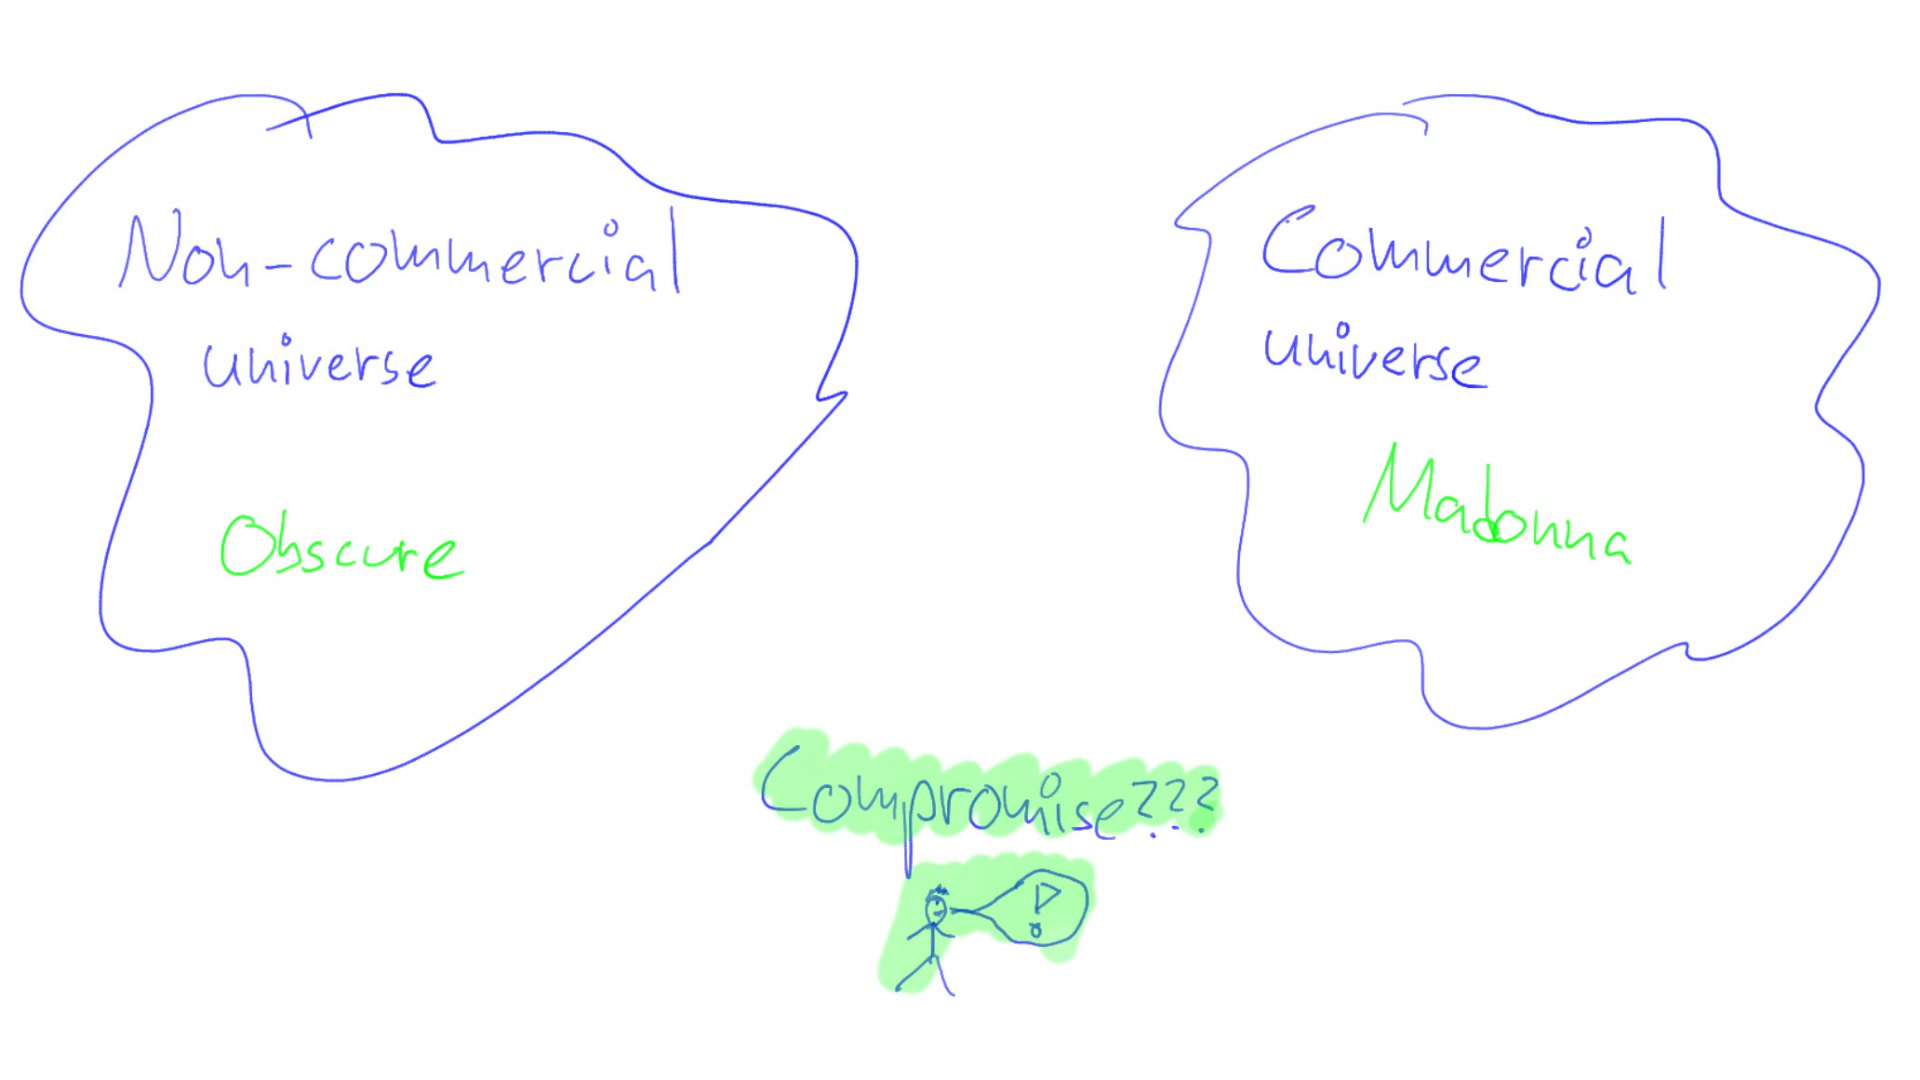 Non-commercial
universe
Obscure
Commercial
universe
Madonna
Compromise???
!